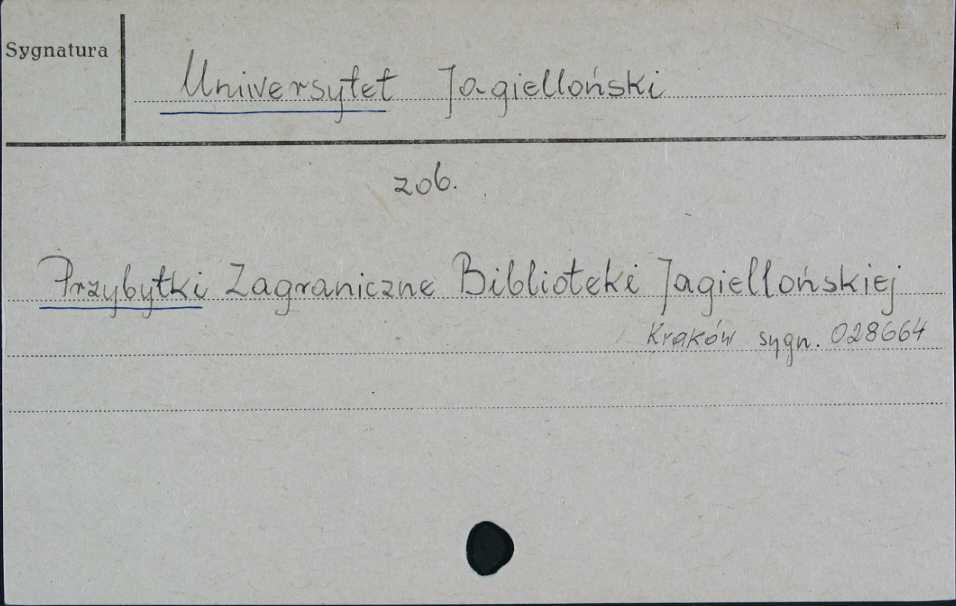 Sygnatura
Uniwersytet Jagielloński
zob.
Przybytki Zagraniczne Biblioteki Jagiellońskiej
Kraków sygn. 028664